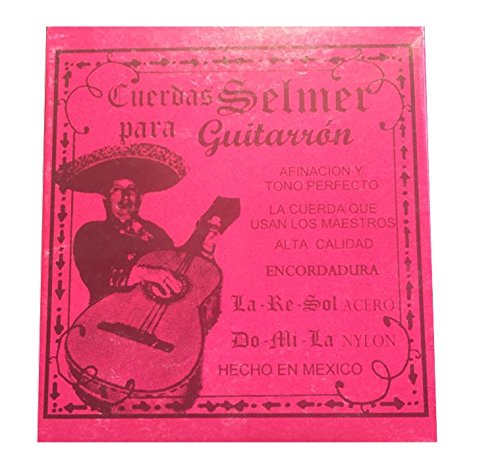 Cuerdas Selmer
para Guitarrón
AFINACION Y
TONO PERFECTO
LA CUERDA QUE
USAN LOS MAESTROS
ALTA CALIDAD
ENCORDADURA
La-Re-Sol ACERO
Do-Mi-La NYLON
HECHO EN MEXICO